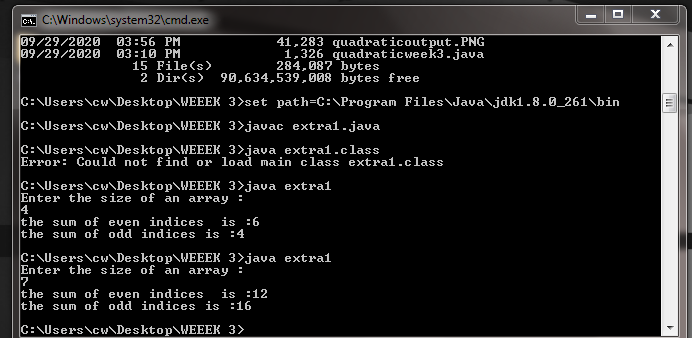 C:\Windows\system32\cmd.exe
09/29/2020  03:56 PM            41,283 quadraticoutput.PNG
09/29/2020  03:10 PM             1,326 quadraticweek3.java
              15 File(s)        284,087 bytes
               2 Dir(s)  90,634,539,008 bytes free
C:\Users\cw\Desktop\WEEEK 3>set path=C:\Program Files\Java\jdk1.8.0_261\bin
C:\Users\cw\Desktop\WEEEK 3>javac extra1.java
C:\Users\cw\Desktop\WEEEK 3>java extra1.class
Error: Could not find or load main class extra1.class
C:\Users\cw\Desktop\WEEEK 3>java extra1
Enter the size of an array :
4
the sum of even indices  is :6
the sum of odd indices is :4
C:\Users\cw\Desktop\WEEEK 3>java extra1
Enter the size of an array :
7
the sum of even indices  is :12
the sum of odd indices is :16
C:\Users\cw\Desktop\WEEEK 3>